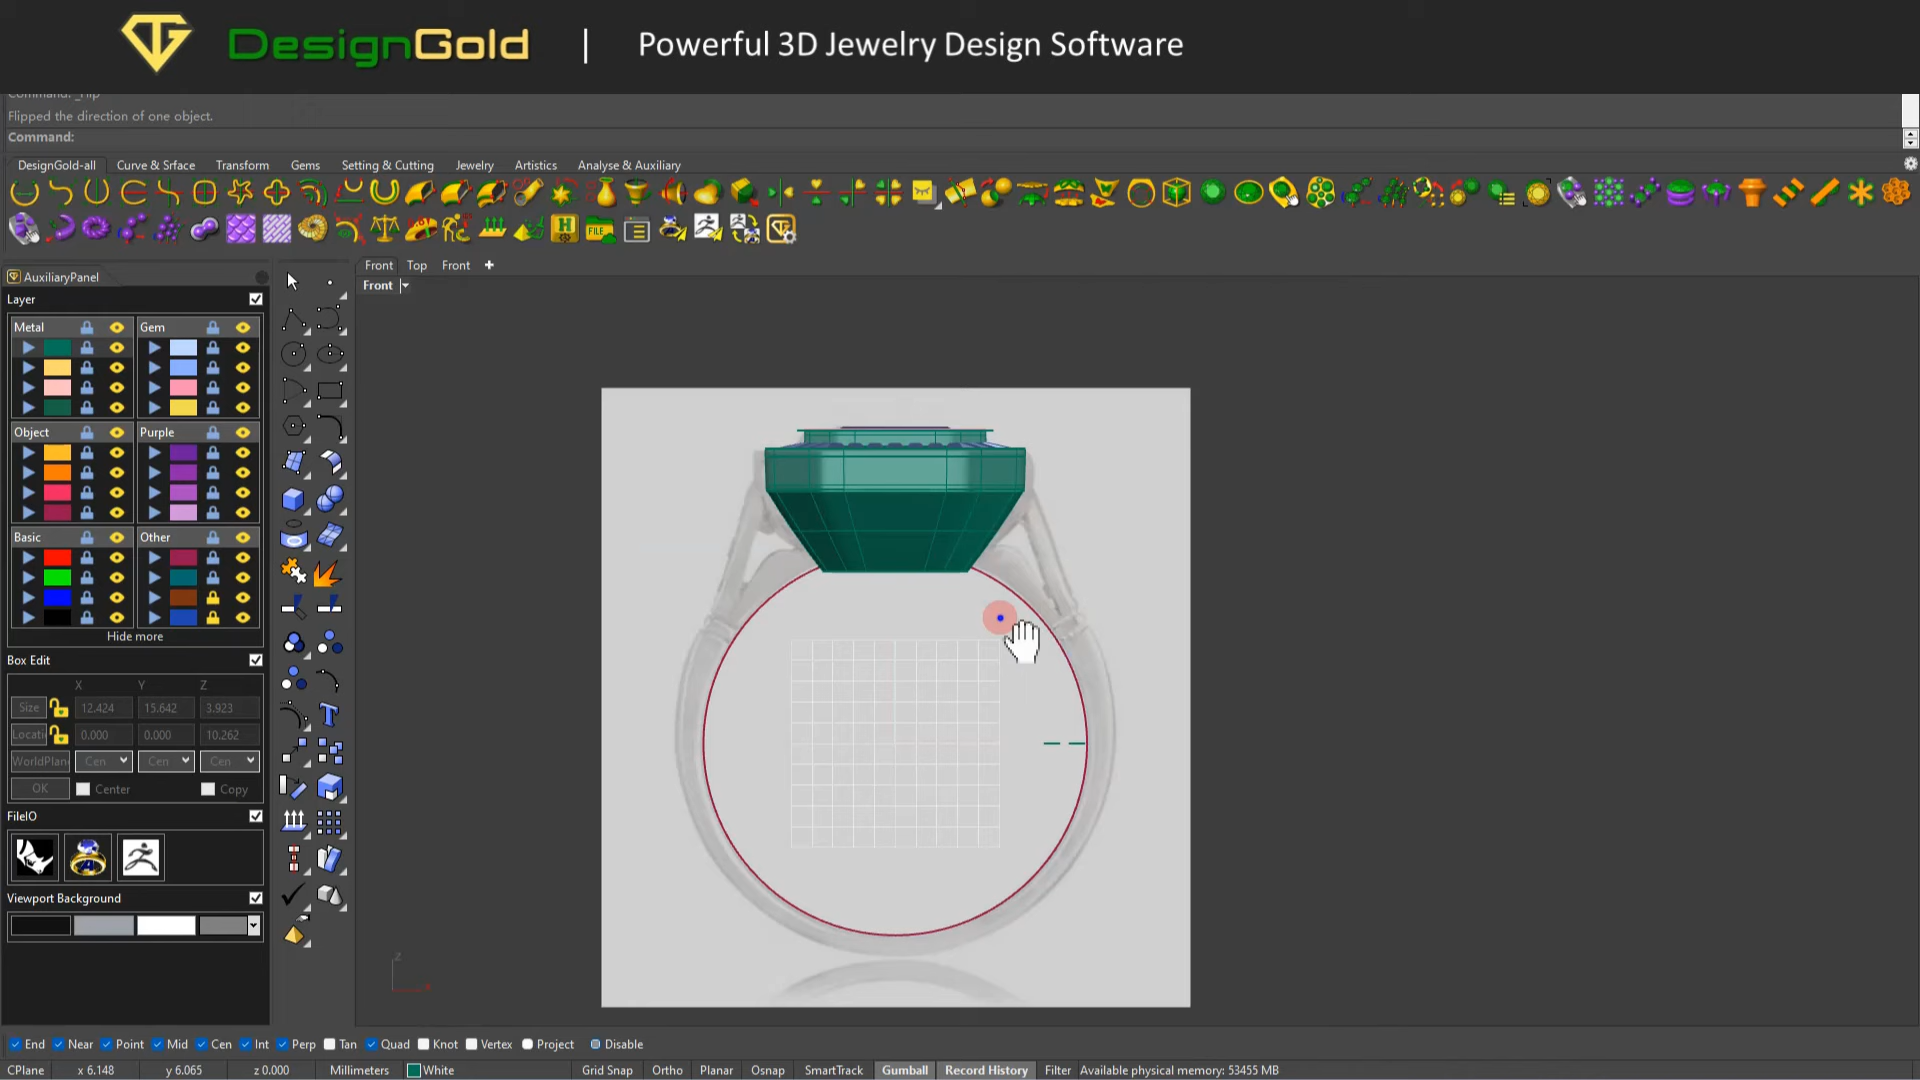 DesignGold | Powerful 3D Jewelry Design Software
Command: _Flip
Flipped the direction of one object.
Command:
DesignGold-all Curve & Srface Transform Gems Setting & Cutting Jewelry Artistics Analyse & Auxiliary
H FILE
AuxiliaryPanel
Front Top Front
Front
Layer
Metal Gem
Object Purple
Basic Other
Hide more
Box Edit
X Y Z
Size 12.424 15.642 3.923
Locati 0.000 0.000 10.262
WorldPlan Cen Cen Cen
OK Center Copy
FileIO
Viewport Background
z
x
End Near Point Mid Cen Int Perp Tan Quad Knot Vertex Project Disable
CPlane x 6.148 y 6.065 z 0.000 Millimeters White Grid Snap Ortho Planar Osnap SmartTrack Gumball Record History Filter Available physical memory: 53455 MB